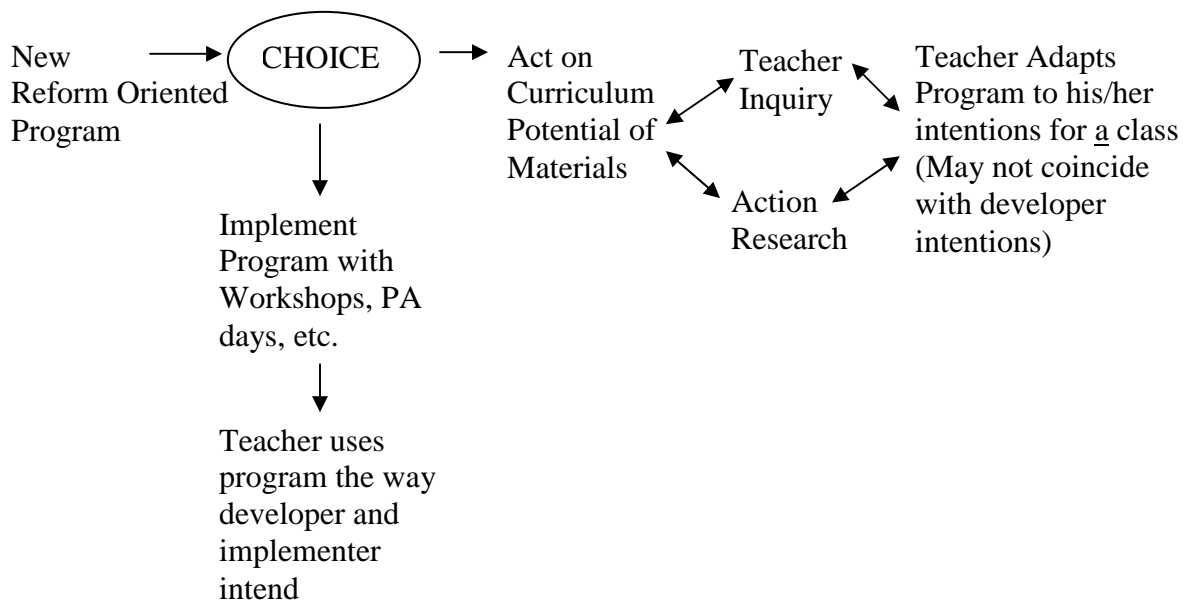 New
Reform Oriented
Program
CHOICE
Act on
Curriculum
Potential of
Materials
Teacher
Inquiry
Action
Research
Teacher Adapts
Program to his/her
intentions for a class
(May not coincide
with developer
intentions)
Implement
Program with
Workshops, PA
days, etc.
Teacher uses
program the way
developer and
implementer
intend